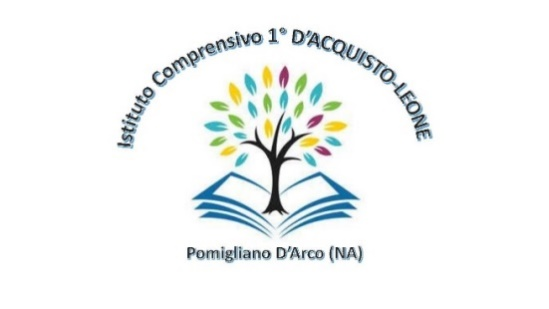 Istituto Comprensivo 1° D'ACQUISTO-LEONE
Pomigliano D'Arco (NA)